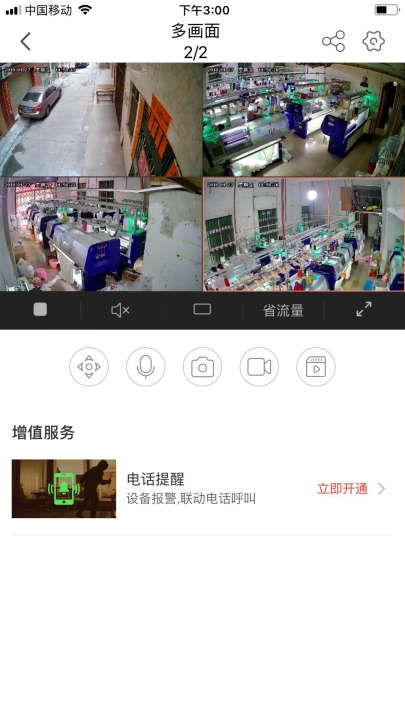 中国移动
下午3:00
多画面
2/2
省流量
增值服务
电话提醒
设备报警,联动电话呼叫
立即开通